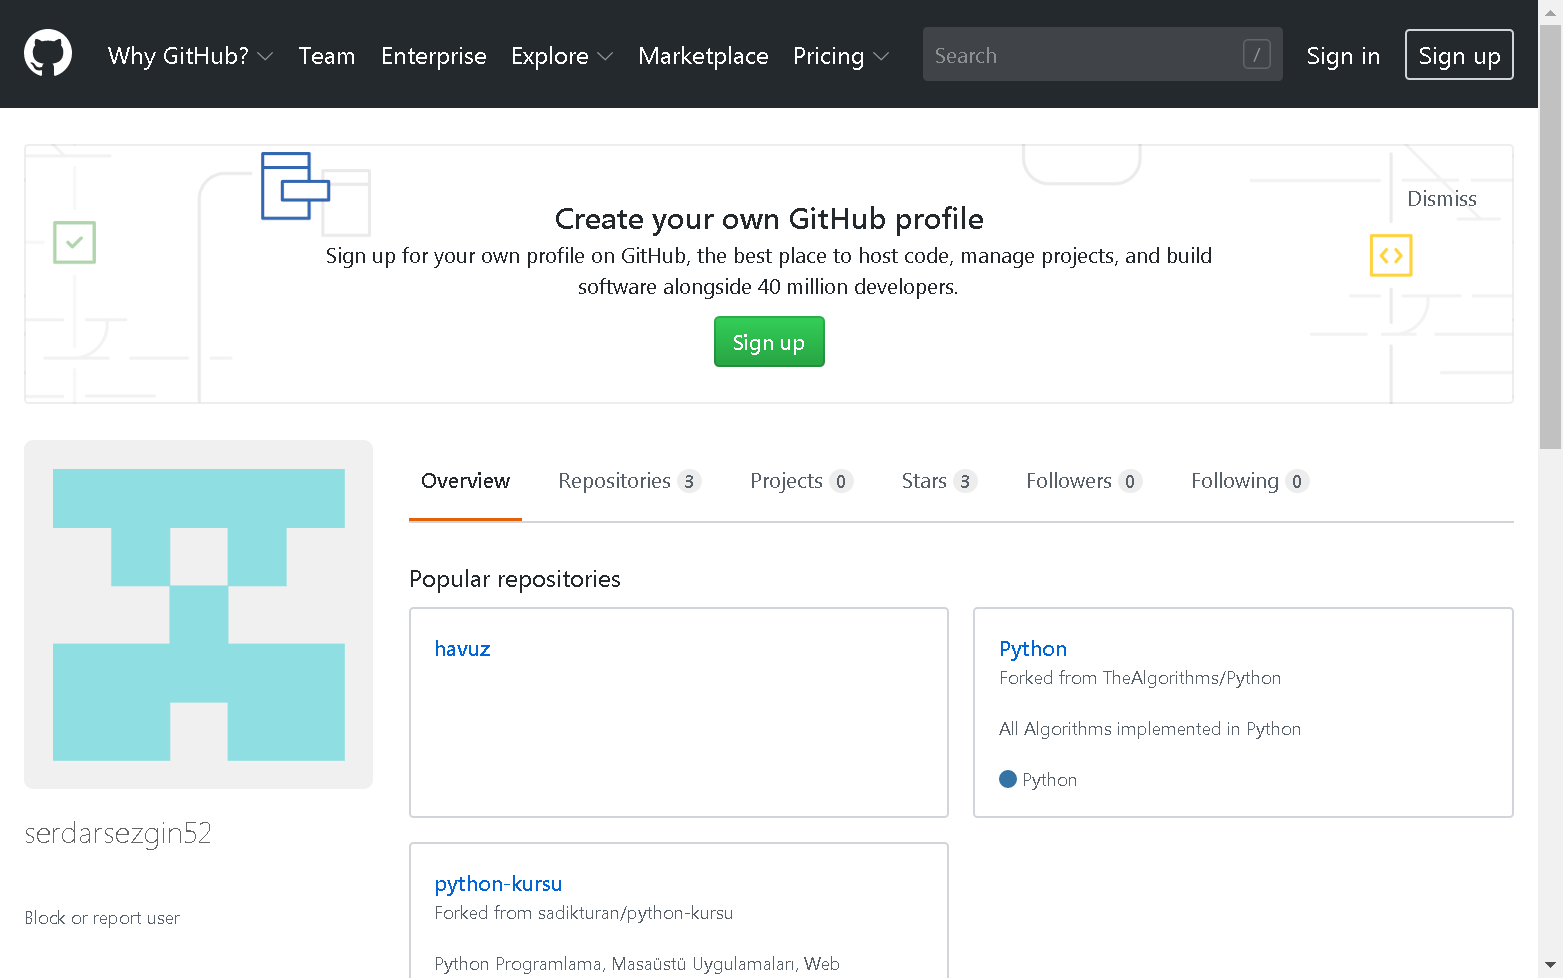 Why GitHub? Team Enterprise Explore Marketplace Pricing Search / Sign in Sign up
Dismiss
Create your own GitHub profile
Sign up for your own profile on GitHub, the best place to host code, manage projects, and build
software alongside 40 million developers.
Sign up
Overview Repositories 3 Projects 0 Stars 3 Followers 0 Following 0
Popular repositories
havuz
Python
Forked from TheAlgorithms/Python
All Algorithms implemented in Python
Python
serdarsezgin52
Block or report user
python-kursu
Forked from sadikturan/python-kursu
Python Programlama, Masaüstü Uygulamaları, Web